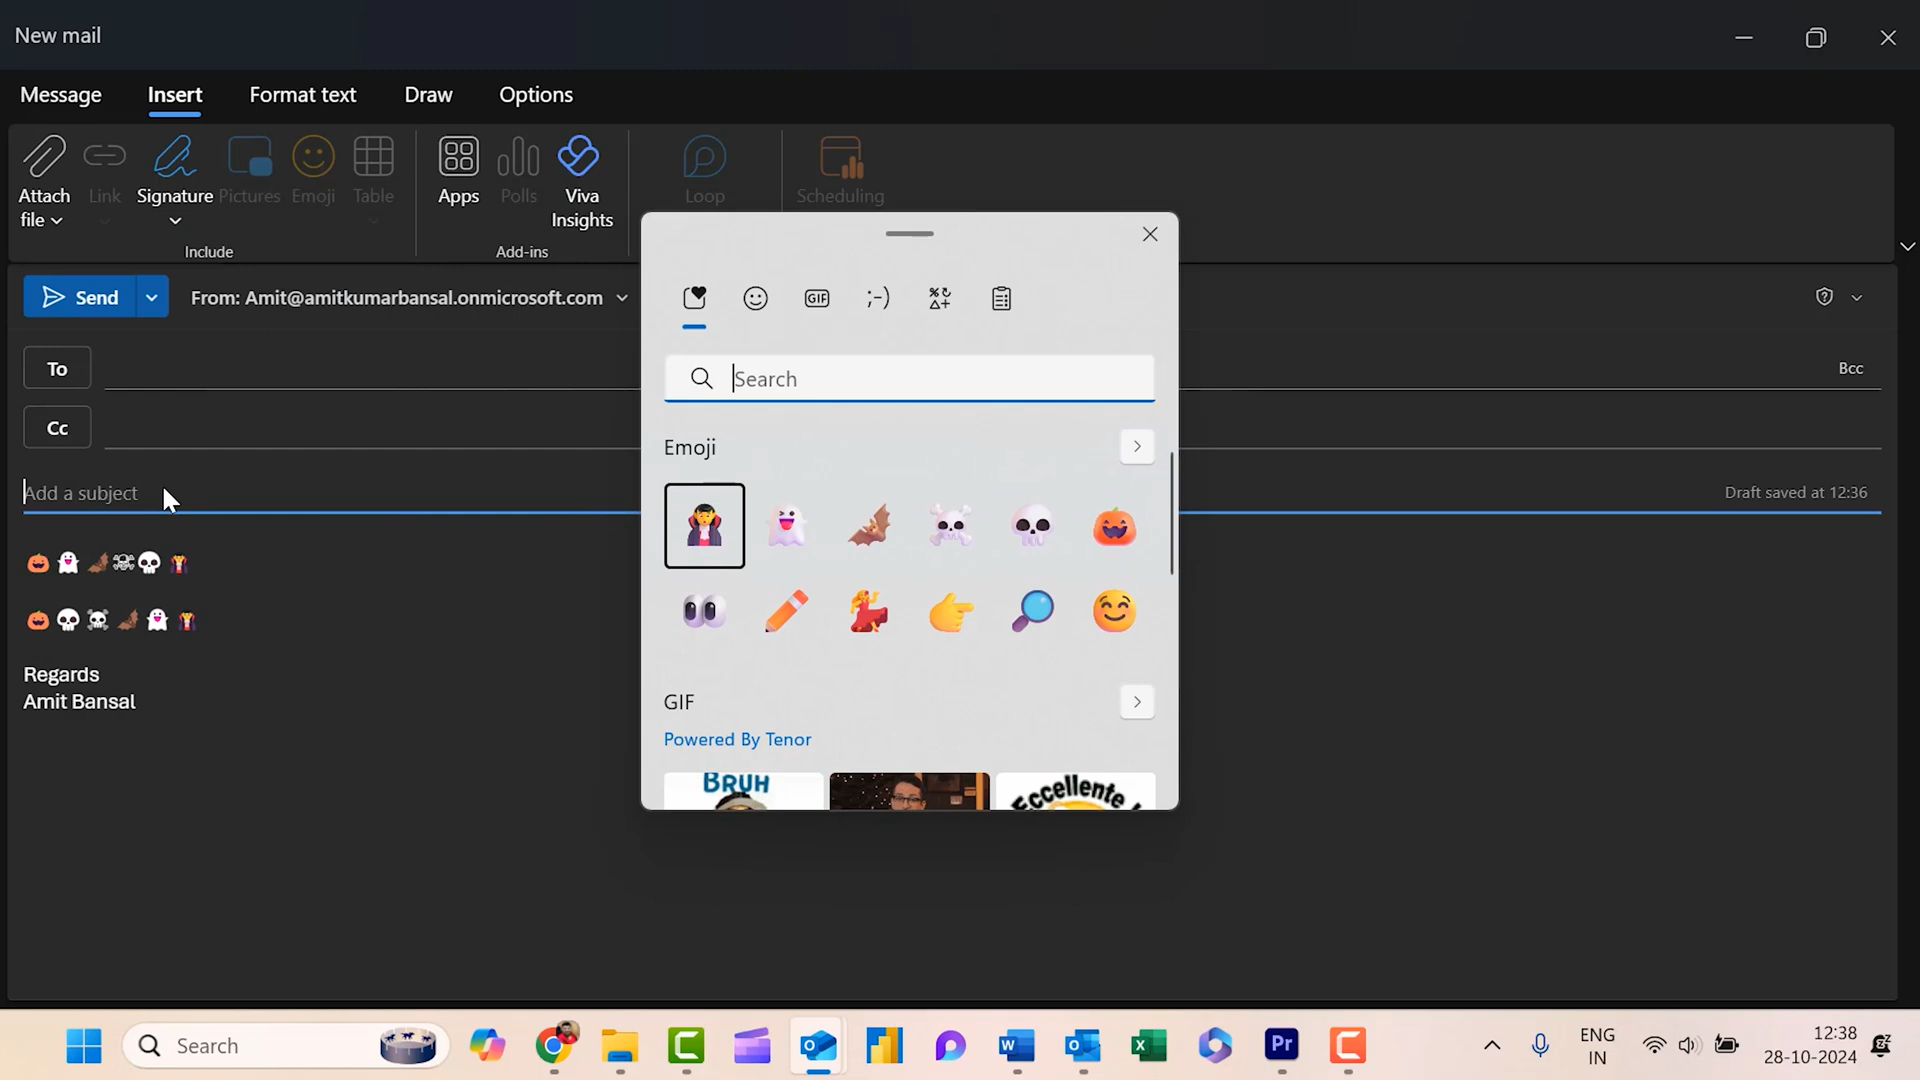 New mail
Message Insert Format text Draw Options
Attach file
Link
Signature
Pictures
Emoji
Table
Apps
Polls
Viva Insights
Loop
Scheduling
Include
Add-ins
Send
From: Amit@amitkumarbansal.onmicrosoft.com
To
Bcc
Cc
Add a subject
Draft saved at 12:36
Regards
Amit Bansal
GIF
;-)
Search
Emoji
GIF
Powered By Tenor
BRUH
Eccellente
Search
Pr
ENG
IN
12:38
28-10-2024